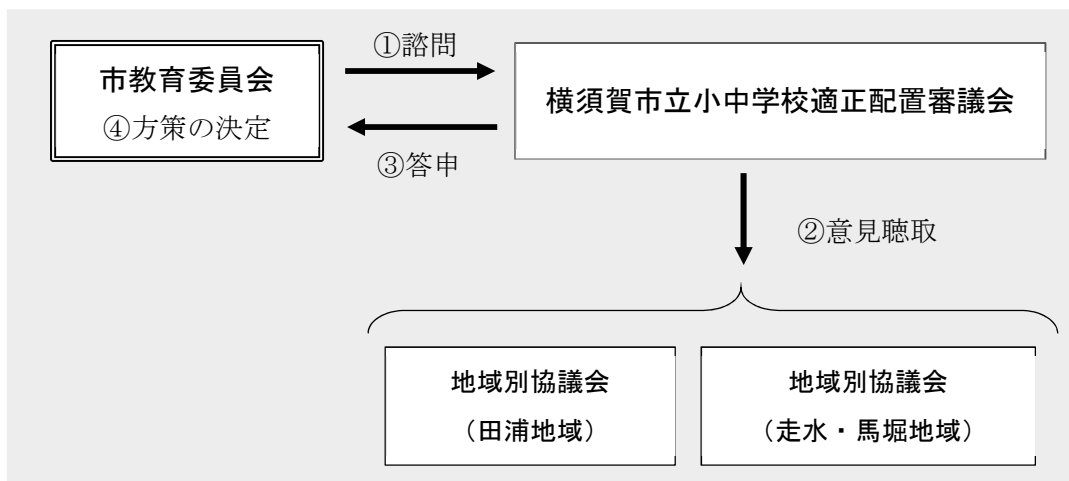 ①諮問
市教育委員会
④方策の決定
横須賀市立小中学校適正配置審議会
③答申
②意見聴取
地域別協議会
（田浦地域）
地域別協議会
（走水・馬堀地域）